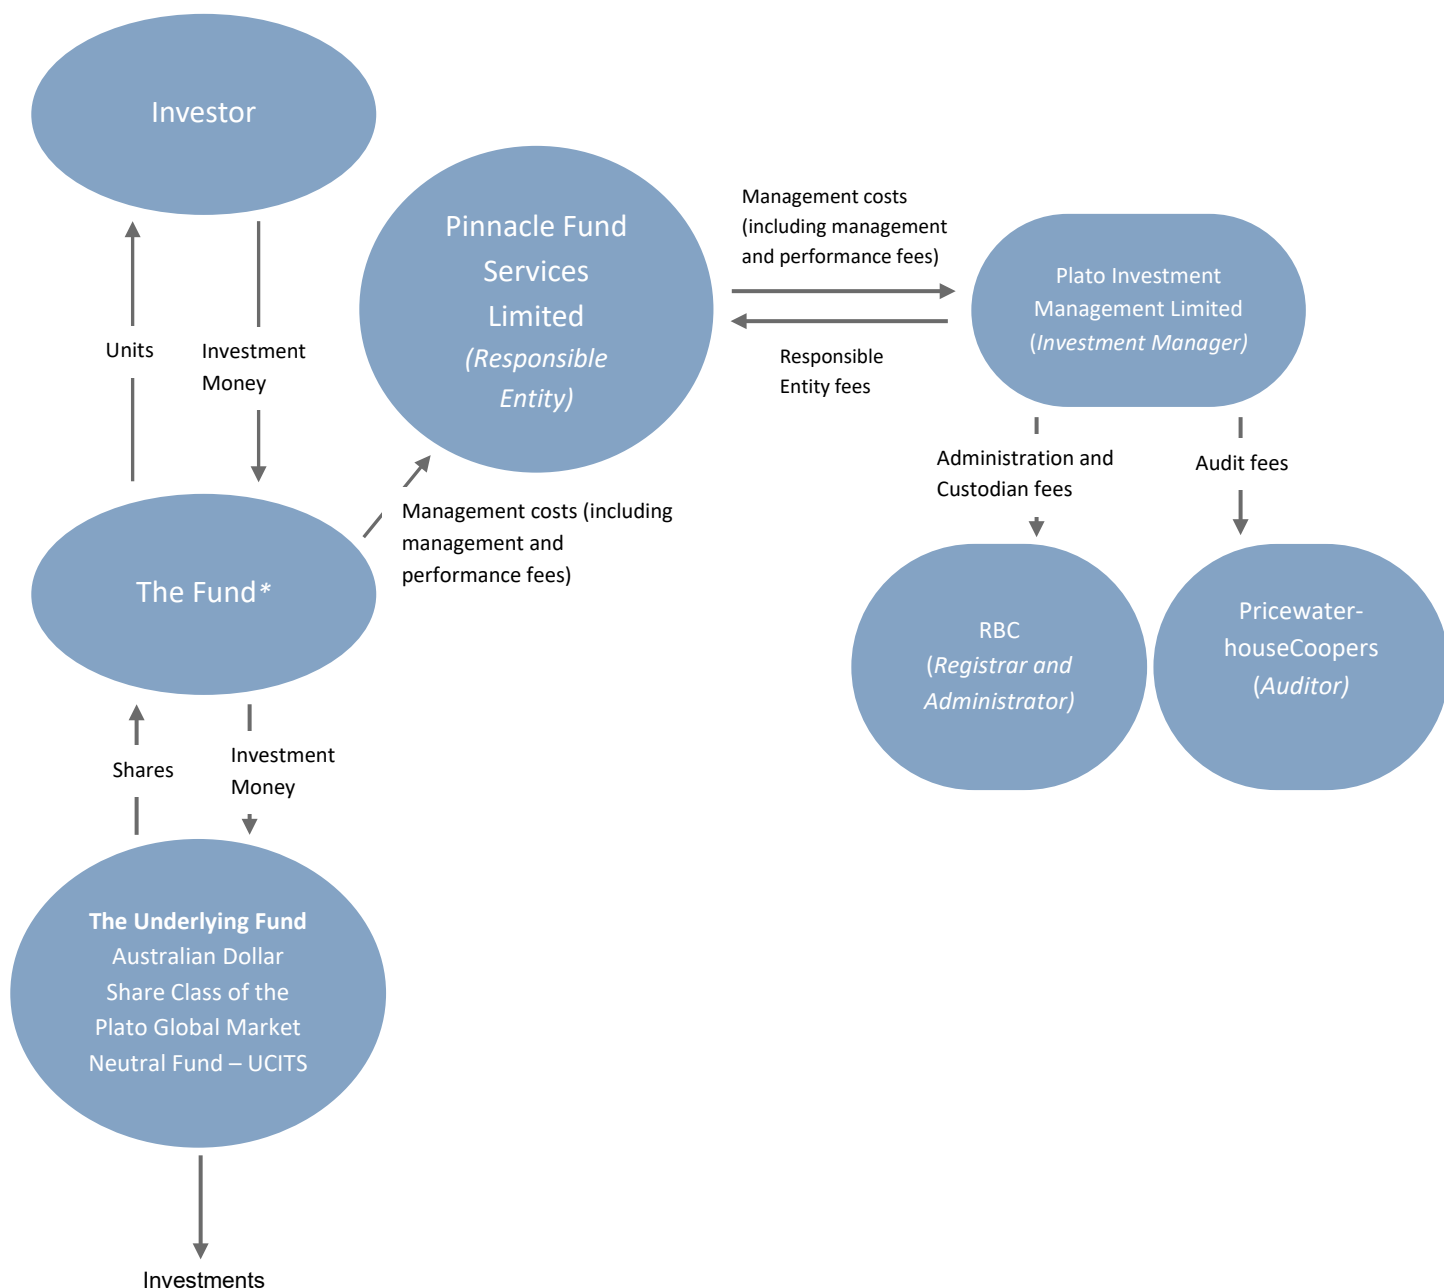 Investor
Pinnacle Fund
Services
Limited
(Responsible
Entity)
Management costs
(including management
and performance fees)
Plato Investment
Management Limited
(Investment Manager)
Units
Investment
Money
Responsible
Entity fees
Administration and
Custodian fees
Audit fees
Management costs (including
management and
performance fees)
The Fund*
RBC
(Registrar and
Administrator)
Pricewater-
houseCoopers
(Auditor)
Shares
Investment
Money
The Underlying Fund
Australian Dollar
Share Class of the
Plato Global Market
Neutral Fund – UCITS
Investments